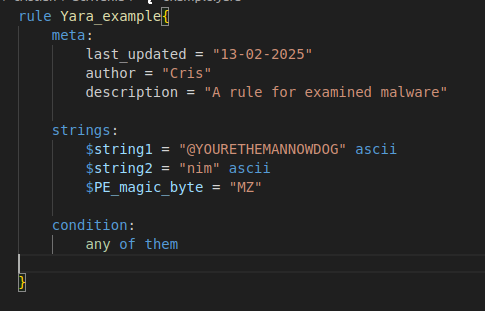 rule Yara_example{
    meta:
        last_updated = "13-02-2025"
        author = "Cris"
        description = "A rule for examined malware"
    strings:
        $string1 = "@YOURETHEMANNOWDOG" ascii
        $string2 = "nim" ascii
        $PE_magic_byte = "MZ"
    condition:
        any of them
}